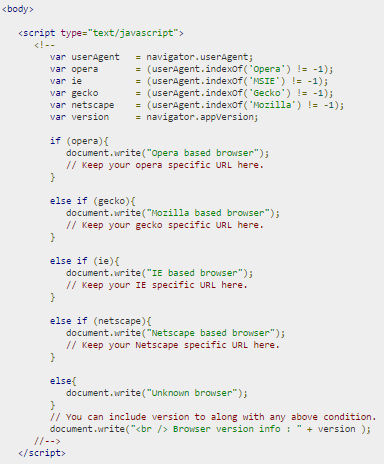 <body>
<script type="text/javascript">
<!--
var userAgent   = navigator.userAgent;
var opera       = (userAgent.indexOf('Opera') != -1);
var ie          = (userAgent.indexOf('MSIE') != -1);
var gecko       = (userAgent.indexOf('Gecko') != -1);
var netscape    = (userAgent.indexOf('Mozilla') != -1);
var version     = navigator.appVersion;
if (opera){
document.write("Opera based browser");
// Keep your opera specific URL here.
}
else if (gecko){
document.write("Mozilla based browser");
// Keep your gecko specific URL here.
}
else if (ie){
document.write("IE based browser");
// Keep your IE specific URL here.
}
else if (netscape){
document.write("Netscape based browser");
// Keep your Netscape specific URL here.
}
else{
document.write("Unknown browser");
}
// You can include version to along with any above condition.
document.write("<br /> Browser version info : " + version );
//-->
</script>